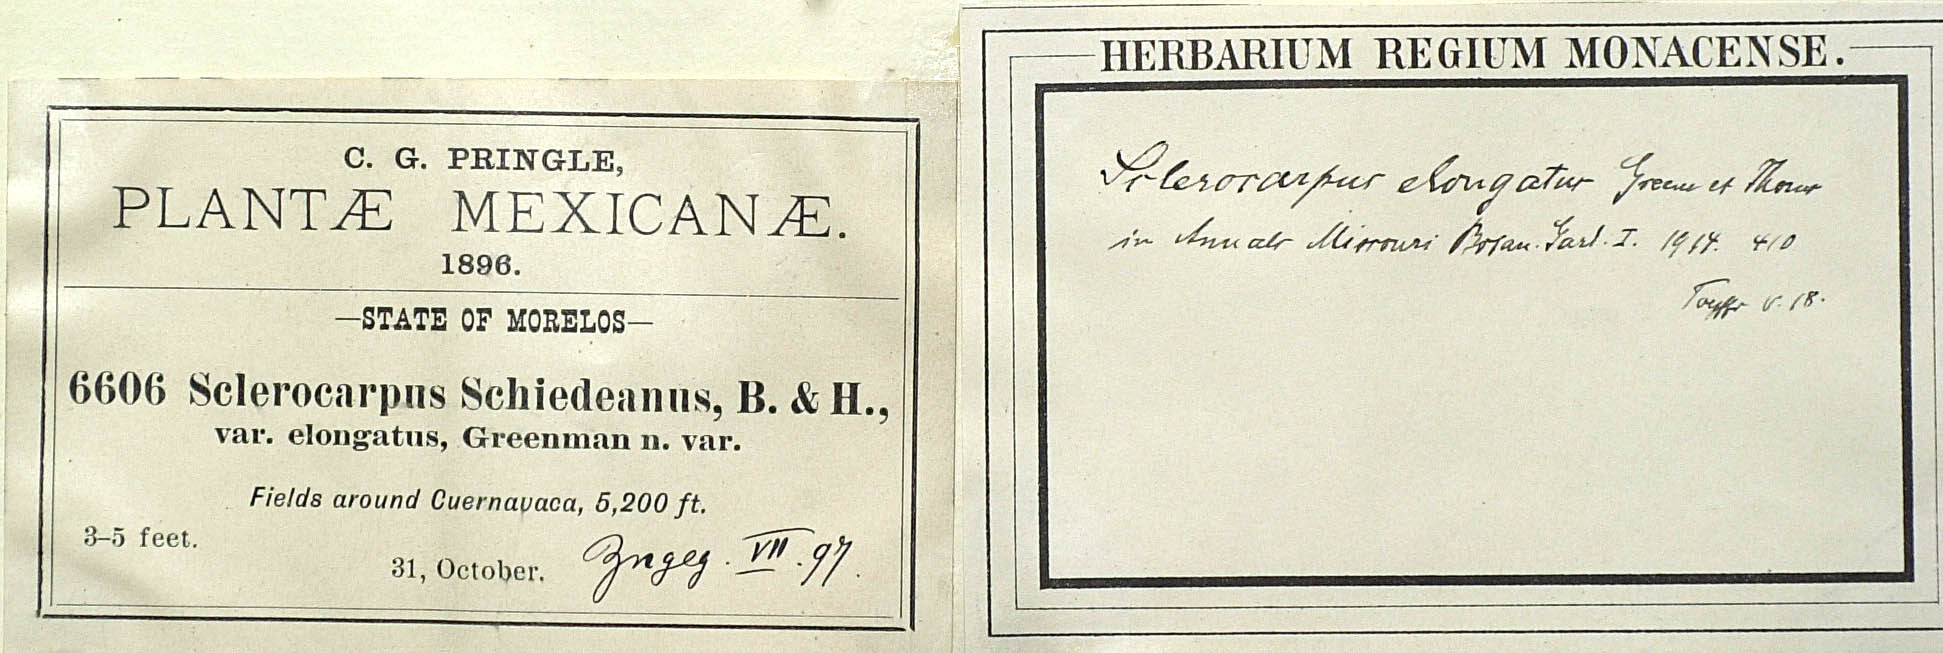 C. G. PRINGLE,
PLANTÆ MEXICANÆ.
1896.
—STATE OF MORELOS—
6606 Sclerocarpus Schiedeanus, B. & H.,
var. elongatus, Greenman n. var.
Fields around Cuernavaca, 5,200 ft.
3–5 feet.
31, October. Zngeg. VII. 97.
HERBARIUM REGIUM MONACENSE.
Sclerocarpus elongatus Greenm et Thoms
in Annals Missouri Botan. Gard. I. 1914. 410
V. 18.